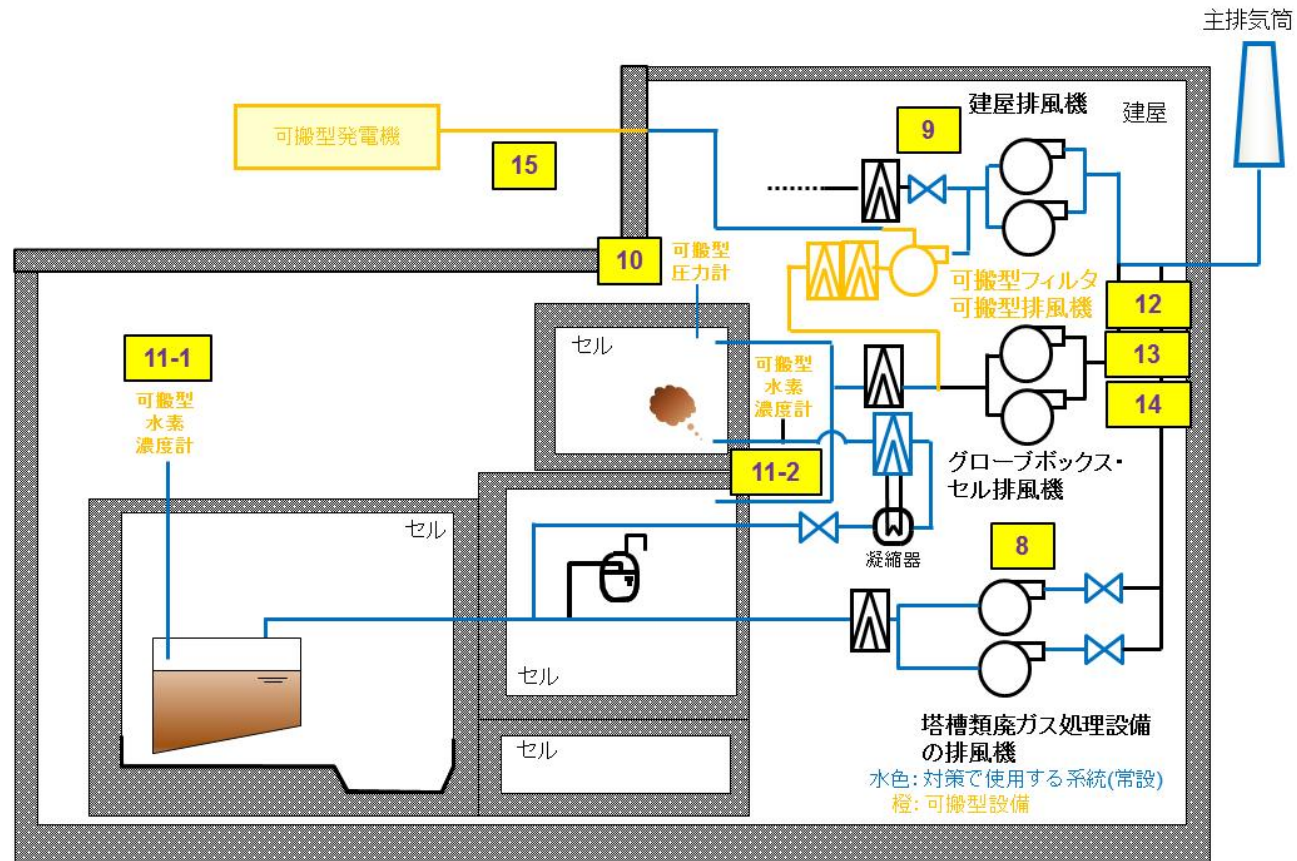 主排気筒
建屋排風機
建屋
9
可搬型発電機
15
10
可搬型
圧力計
可搬型フィルタ
可搬型排風機
12
13
14
セル
11-1
可搬型
水素
濃度計
可搬型
水素
濃度計
11-2
グローブボックス・
セル排風機
セル
凝縮器
8
セル
セル
塔槽類廃ガス処理設備
の排風機
水色:対策で使用する系統(常設)
橙:可搬型設備